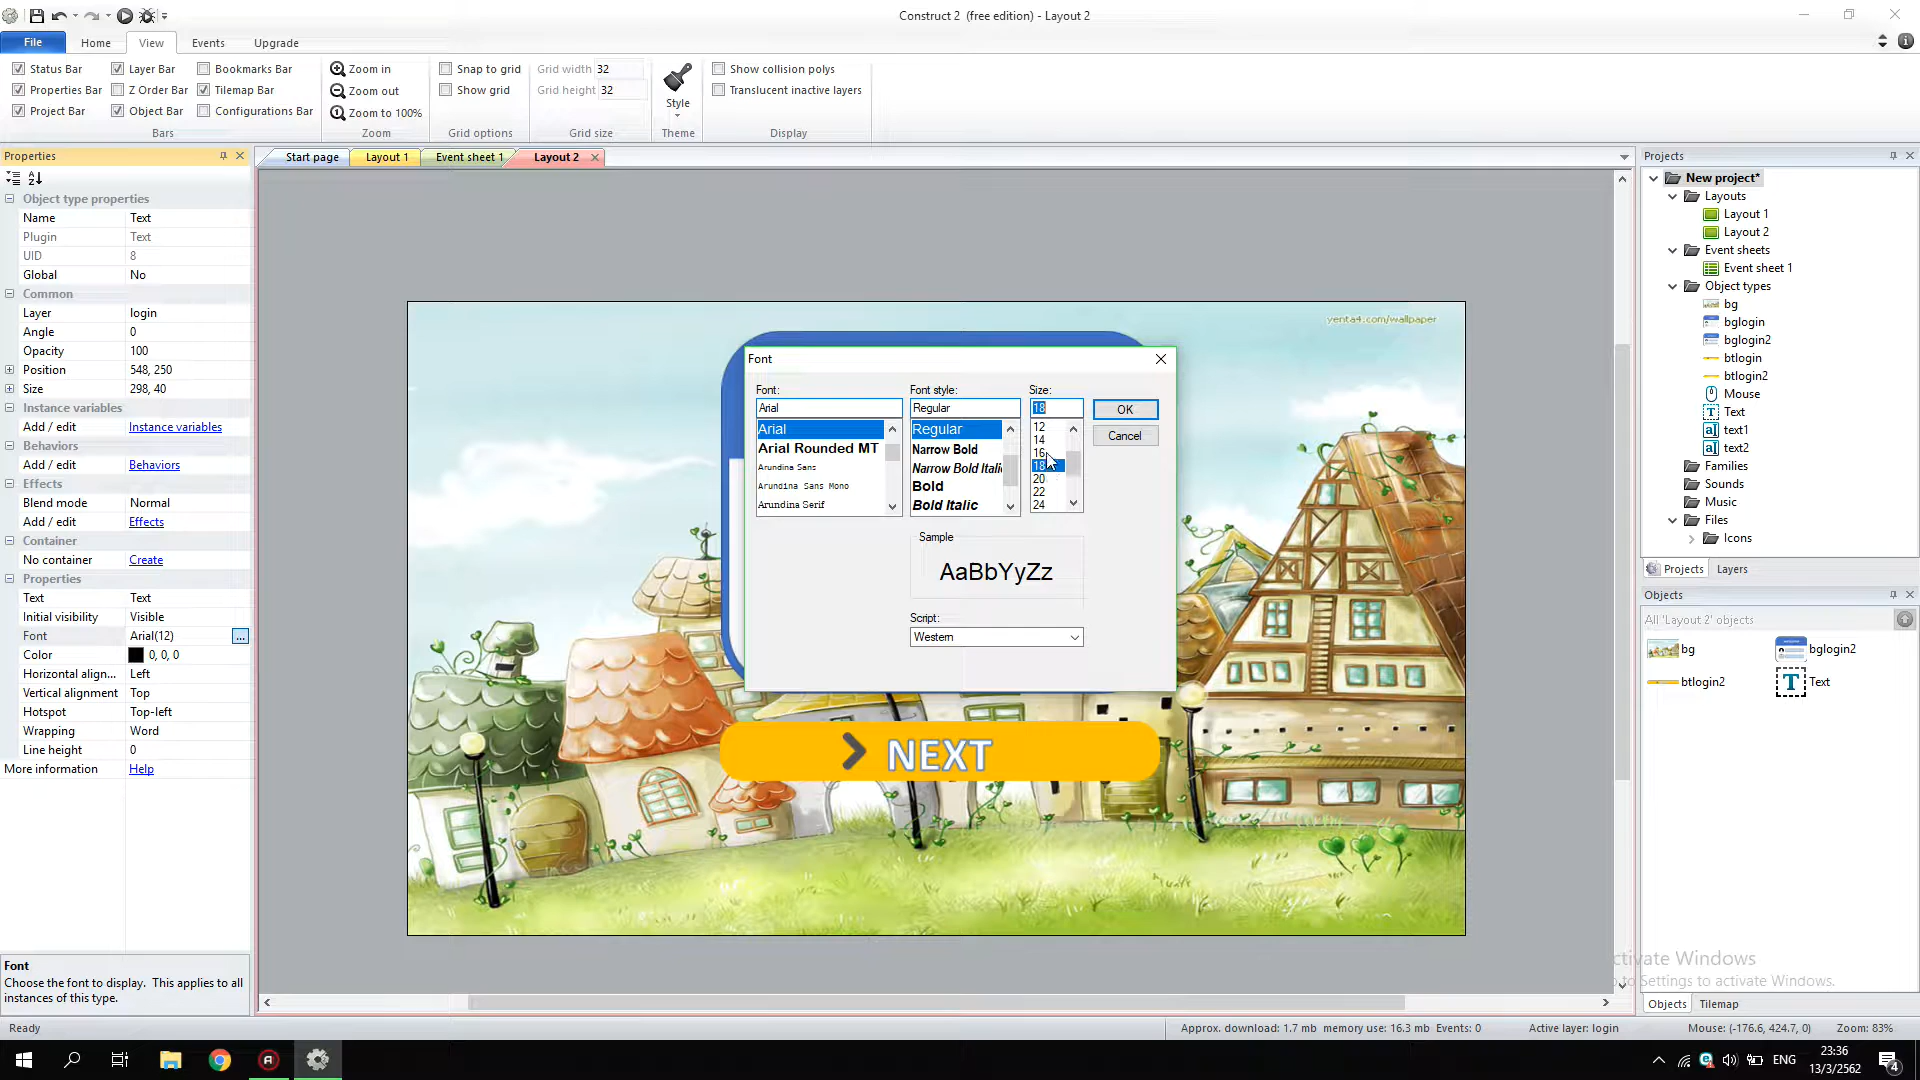 Construct 2  (free edition) - Layout 2
File Home View Events Upgrade
Status Bar Layer Bar Bookmarks Bar Zoom in Snap to grid Grid width 32 Show collision polys
Properties Bar Z Order Bar Tilemap Bar Zoom out Show grid Grid height 32 Translucent inactive layers
Project Bar Object Bar Configurations Bar Zoom to 100% Style
Bars Zoom Grid options Grid size Theme Display
Properties
Start page Layout 1 Event sheet 1 Layout 2
Object type properties
Name Text
Plugin Text
UID 8
Global No
Common
Layer login
Angle 0
Opacity 100
Position 548, 250
Size 298, 40
Instance variables
Add / edit Instance variables
Behaviors
Add / edit Behaviors
Effects
Blend mode Normal
Add / edit Effects
Container
No container Create
Properties
Text Text
Initial visibility Visible
Font Arial(12) ...
Color 0, 0, 0
Horizontal align... Left
Vertical alignment Top
Hotspot Top-left
Wrapping Word
Line height 0
More information Help
Font
Choose the font to display.  This applies to all
instances of this type.
yenta4.com/wallpaper
Font
Font: Font style: Size:
Arial Regular 18 OK
Cancel
Arial
Arial Rounded MT
Arundina Sans
Arundina Sans Mono
Arundina Serif
Regular
Narrow Bold
Narrow Bold Itali
Bold
Bold Italic
12
14
16
18
20
22
24
Sample
AaBbYyZz
Script:
Western
NEXT
Projects
New project*
Layouts
Layout 1
Layout 2
Event sheets
Event sheet 1
Object types
bg
bglogin
bglogin2
btlogin
btlogin2
Mouse
Text
text1
text2
Families
Sounds
Music
Files
Icons
Projects Layers
Objects
All 'Layout 2' objects
bg bglogin2
btlogin2 Text
ctivate Windows
to Settings to activate Windows.
Objects Tilemap
Ready Approx. download: 1.7 mb  memory use: 16.3 mb  Events: 0 Active layer: login Mouse: (-176.6, 424.7, 0) Zoom: 83%
ENG 23:36
13/3/2562
4